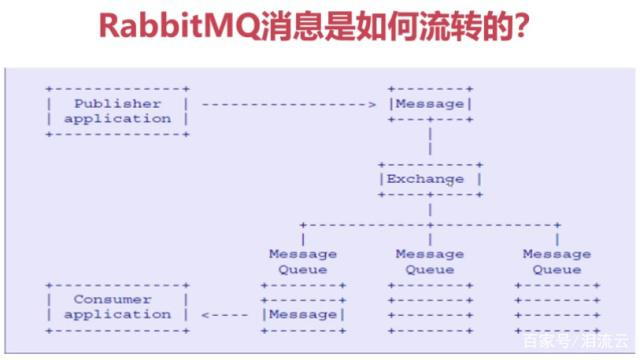 RabbitMQ消息是如何流转的？
Publisher
application
Message
Exchange
Message Queue
Message Queue
Message Queue
Consumer
application
Message
百家号/泪流云